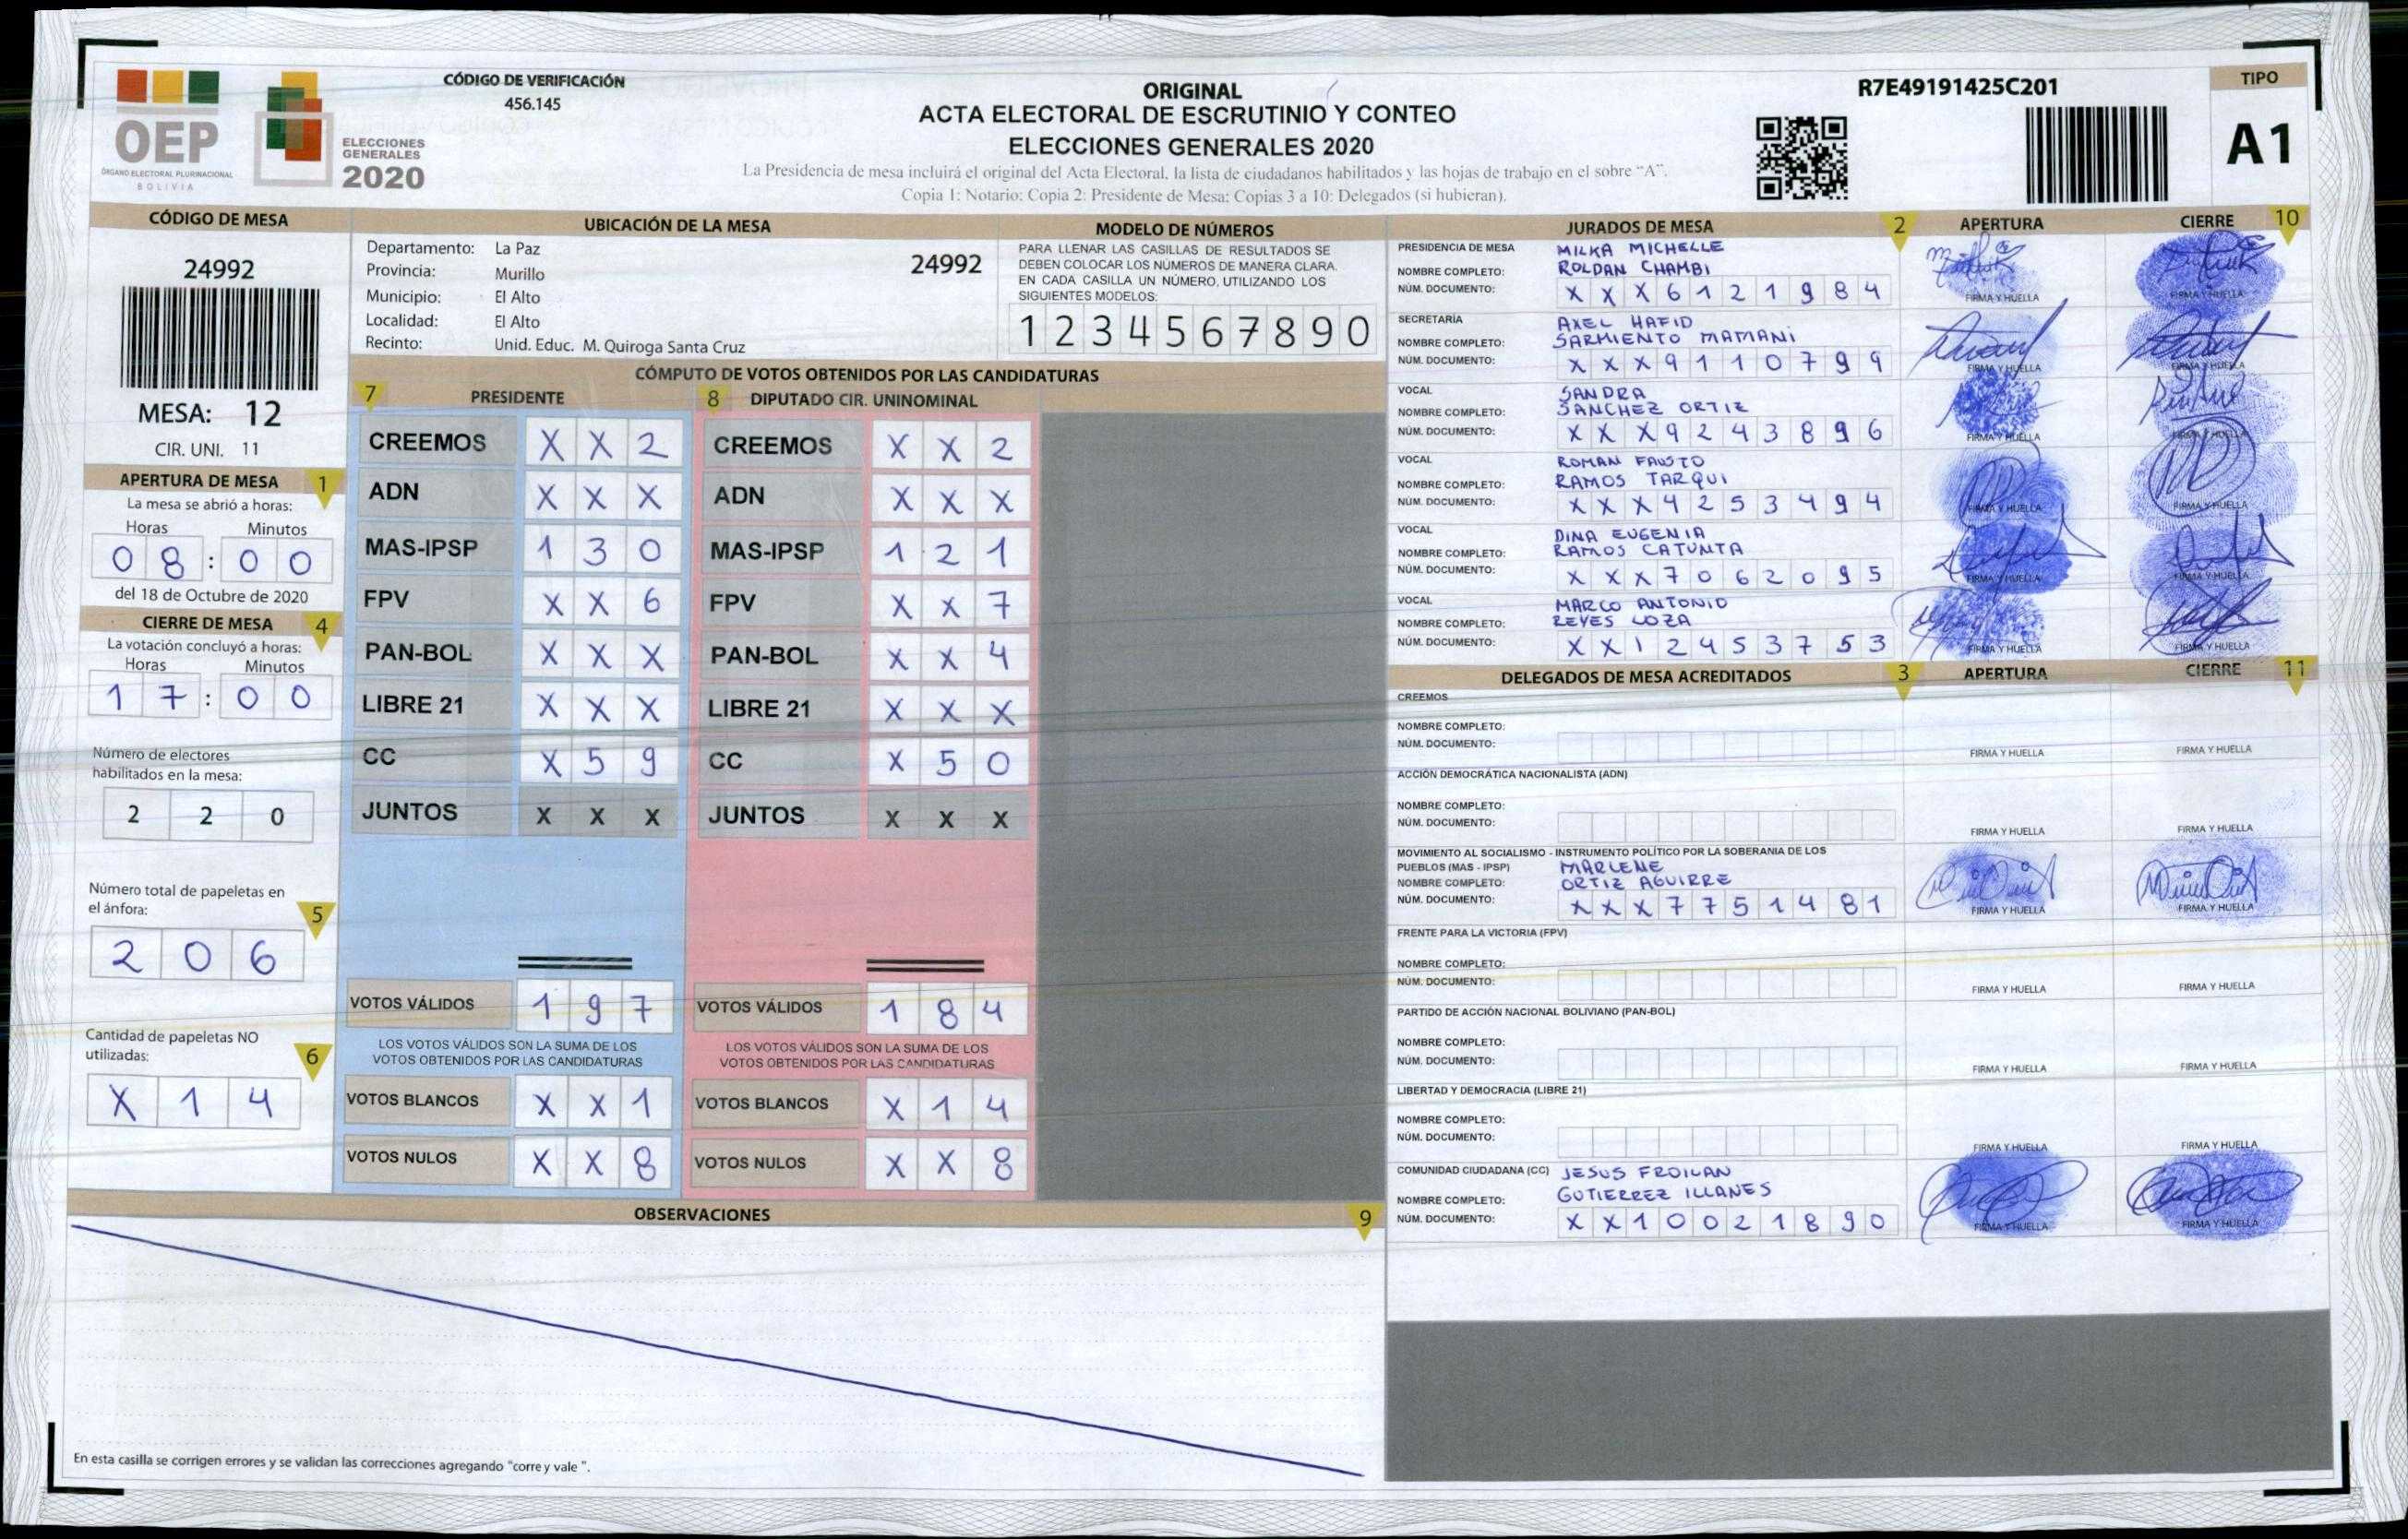 CÓDIGO DE VERIFICACIÓN
456.145
OEP
ÓRGANO ELECTORAL PLURINACIONAL
BOLIVIA
ELECCIONES
GENERALES
2020
ORIGINAL
ACTA ELECTORAL DE ESCRUTINIO Y CONTEO
ELECCIONES GENERALES 2020
La Presidencia de mesa incluirá el original del Acta Electoral, la lista de ciudadanos habilitados y las hojas de trabajo en el sobre "A".
Copia 1: Notario: Copia 2: Presidente de Mesa: Copias 3 a 10: Delegados (si hubieran).
R7E49191425C201
TIPO
A1
CÓDIGO DE MESA
24992
MESA: 12
CIR. UNI. 11
APERTURA DE MESA 1
La mesa se abrió a horas:
Horas Minutos
08:00
del 18 de Octubre de 2020
CIERRE DE MESA 4
La votación concluyó a horas:
Horas Minutos
17:00
Número de electores
habilitados en la mesa:
2 2 0
Número total de papeletas en
el ánfora:
5
2 0 6
Cantidad de papeletas NO
utilizadas:
6
X 1 4
UBICACIÓN DE LA MESA
Departamento: La Paz
Provincia: Murillo
24992
Municipio: El Alto
Localidad: El Alto
Recinto: Unid. Educ. M. Quiroga Santa Cruz
MODELO DE NÚMEROS
PARA LLENAR LAS CASILLAS DE RESULTADOS SE
DEBEN COLOCAR LOS NÚMEROS DE MANERA CLARA.
EN CADA CASILLA UN NÚMERO, UTILIZANDO LOS
SIGUIENTES MODELOS:
1 2 3 4 5 6 7 8 9 0
CÓMPUTO DE VOTOS OBTENIDOS POR LAS CANDIDATURAS
7 PRESIDENTE 8 DIPUTADO CIR. UNINOMINAL
CREEMOS X X 2 CREEMOS X X 2
ADN X X X ADN X X X
MAS-IPSP 1 3 0 MAS-IPSP 1 2 1
FPV X X 6 FPV X X 7
PAN-BOL X X X PAN-BOL X X 4
LIBRE 21 X X X LIBRE 21 X X X
CC X 5 9 CC X 5 0
JUNTOS X X X JUNTOS X X X
VOTOS VÁLIDOS 1 9 7 VOTOS VÁLIDOS 1 8 4
LOS VOTOS VÁLIDOS SON LA SUMA DE LOS LOS VOTOS VÁLIDOS SON LA SUMA DE LOS
VOTOS OBTENIDOS POR LAS CANDIDATURAS VOTOS OBTENIDOS POR LAS CANDIDATURAS
VOTOS BLANCOS X X 1 VOTOS BLANCOS X 1 4
VOTOS NULOS X X 8 VOTOS NULOS X X 8
OBSERVACIONES 9
En esta casilla se corrigen errores y se validan las correcciones agregando "corre y vale ".
JURADOS DE MESA 2 APERTURA CIERRE 10
PRESIDENCIA DE MESA MILKA MICHELLE
NOMBRE COMPLETO: ROLDAN CHAMBI
NÚM. DOCUMENTO: X X X 6 1 2 1 9 8 4
FIRMA Y HUELLA FIRMA Y HUELLA
SECRETARÍA AXEL HAFID
NOMBRE COMPLETO: SARMIENTO MAMANI
NÚM. DOCUMENTO: X X X 9 1 1 0 7 9 9
FIRMA Y HUELLA FIRMA Y HUELLA
VOCAL SANDRA
NOMBRE COMPLETO: SANCHEZ ORTIZ
NÚM. DOCUMENTO: X X X 9 2 4 3 8 9 6
FIRMA Y HUELLA FIRMA Y HUELLA
VOCAL ROMAN FAUSTO
NOMBRE COMPLETO: RAMOS TARQUI
NÚM. DOCUMENTO: X X X 4 2 5 3 4 9 4
FIRMA Y HUELLA FIRMA Y HUELLA
VOCAL DINA EUGENIA
NOMBRE COMPLETO: RAMOS CATUNTA
NÚM. DOCUMENTO: X X X 7 0 6 2 0 9 5
FIRMA Y HUELLA FIRMA Y HUELLA
VOCAL MARCO ANTONIO
NOMBRE COMPLETO: REYES LOZA
NÚM. DOCUMENTO: X X 1 2 4 5 3 7 5 3
FIRMA Y HUELLA FIRMA Y HUELLA
DELEGADOS DE MESA ACREDITADOS 3 APERTURA CIERRE 11
CREEMOS
NOMBRE COMPLETO:
NÚM. DOCUMENTO:
FIRMA Y HUELLA FIRMA Y HUELLA
ACCIÓN DEMOCRÁTICA NACIONALISTA (ADN)
NOMBRE COMPLETO:
NÚM. DOCUMENTO:
FIRMA Y HUELLA FIRMA Y HUELLA
MOVIMIENTO AL SOCIALISMO - INSTRUMENTO POLÍTICO POR LA SOBERANIA DE LOS
PUEBLOS (MAS - IPSP) MARLENE
NOMBRE COMPLETO: ORTIZ AGUIRRE
NÚM. DOCUMENTO: X X X 7 7 5 1 4 8 1
FIRMA Y HUELLA FIRMA Y HUELLA
FRENTE PARA LA VICTORIA (FPV)
NOMBRE COMPLETO:
NÚM. DOCUMENTO:
FIRMA Y HUELLA FIRMA Y HUELLA
PARTIDO DE ACCIÓN NACIONAL BOLIVIANO (PAN-BOL)
NOMBRE COMPLETO:
NÚM. DOCUMENTO:
FIRMA Y HUELLA FIRMA Y HUELLA
LIBERTAD Y DEMOCRACIA (LIBRE 21)
NOMBRE COMPLETO:
NÚM. DOCUMENTO:
FIRMA Y HUELLA FIRMA Y HUELLA
COMUNIDAD CIUDADANA (CC) JESUS FROILAN
NOMBRE COMPLETO: GUTIERREZ ILLANES
NÚM. DOCUMENTO: X X 1 0 0 2 1 8 9 0
FIRMA Y HUELLA FIRMA Y HUELLA